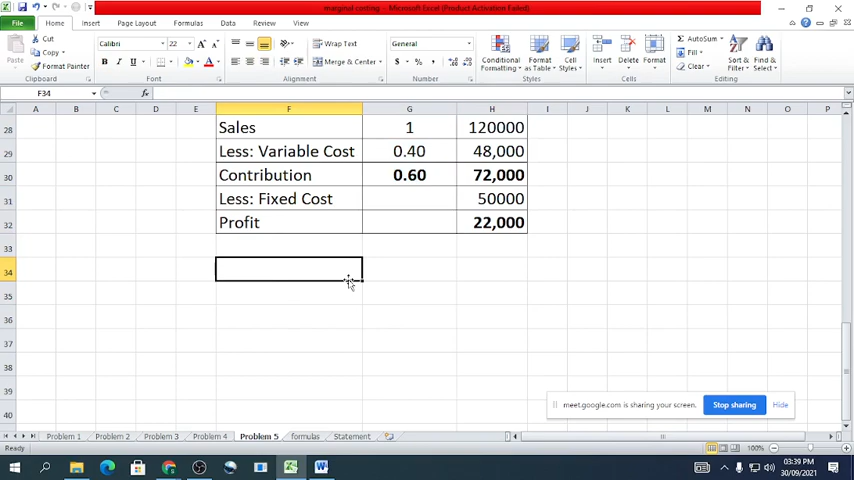 marginal costing - Microsoft Excel (Product Activation Failed)
File Home Insert Page Layout Formulas Data Review View
Cut Calibri 22 Wrap Text General AutoSum
Copy Fill
Paste Format Painter B I U Merge & Center $ % , Conditional Formatting Format as Table Cell Styles Insert Delete Format Clear Sort & Filter Find & Select
Clipboard Font Alignment Number Styles Cells Editing
F34 fx
A B C D E F G H I J K L M N O P
28 Sales 1 120000
29 Less: Variable Cost 0.40 48,000
30 Contribution 0.60 72,000
31 Less: Fixed Cost 50000
32 Profit 22,000
33
34
35
36
37
38
39
40
meet.google.com is sharing your screen. Stop sharing Hide
Problem 1 Problem 2 Problem 3 Problem 4 Problem 5 formulas Statement
Ready 100%
03:39 PM
30/09/2021